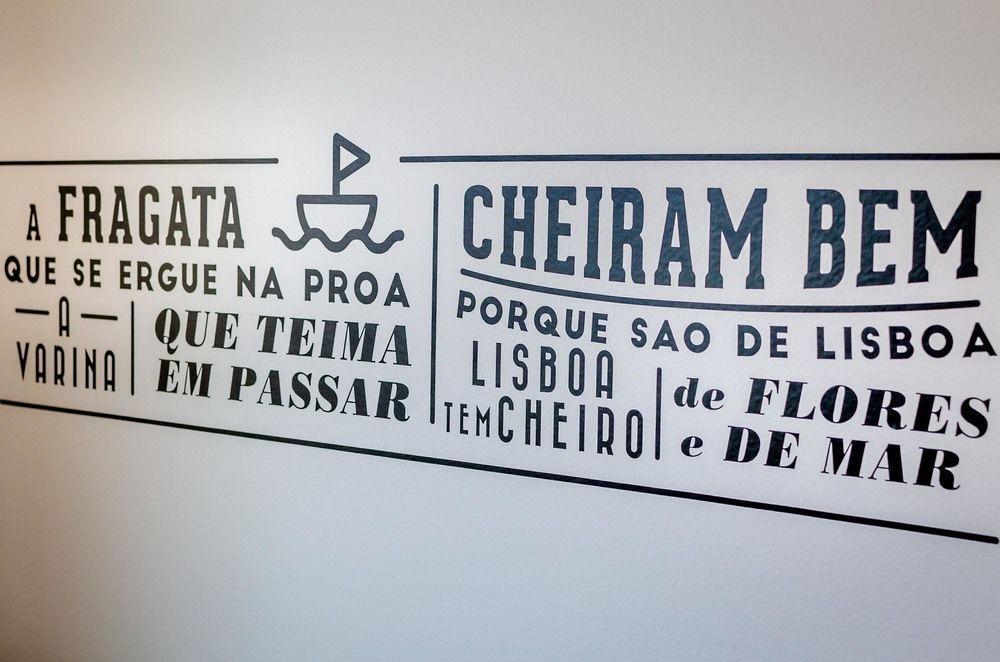 A FRAGATA
QUE SE ERGUE NA PROA
A
VARINA
QUE TEIMA
EM PASSAR
CHEIRAM BEM
PORQUE SAO DE LISBOA
LISBOA
TEM CHEIRO
de FLORES
e DE MAR